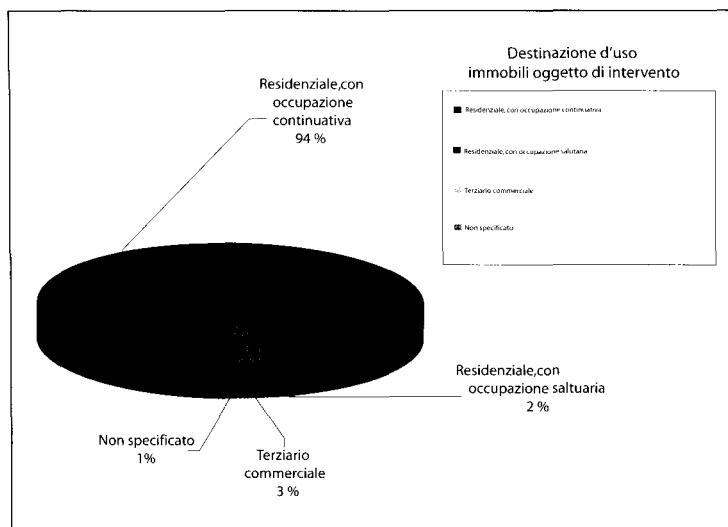 Destinazione d'uso
immobili oggetto di intervento
Residenziale,con
occupazione
continuativa
94 %
Residenziale, con occupazione continuativa
Residenziale, con occupazione salutaria
Terziario commerciale
Non specificato
Residenziale,con
occupazione saltuaria
2 %
Non specificato
1%
Terziario
commerciale
3 %